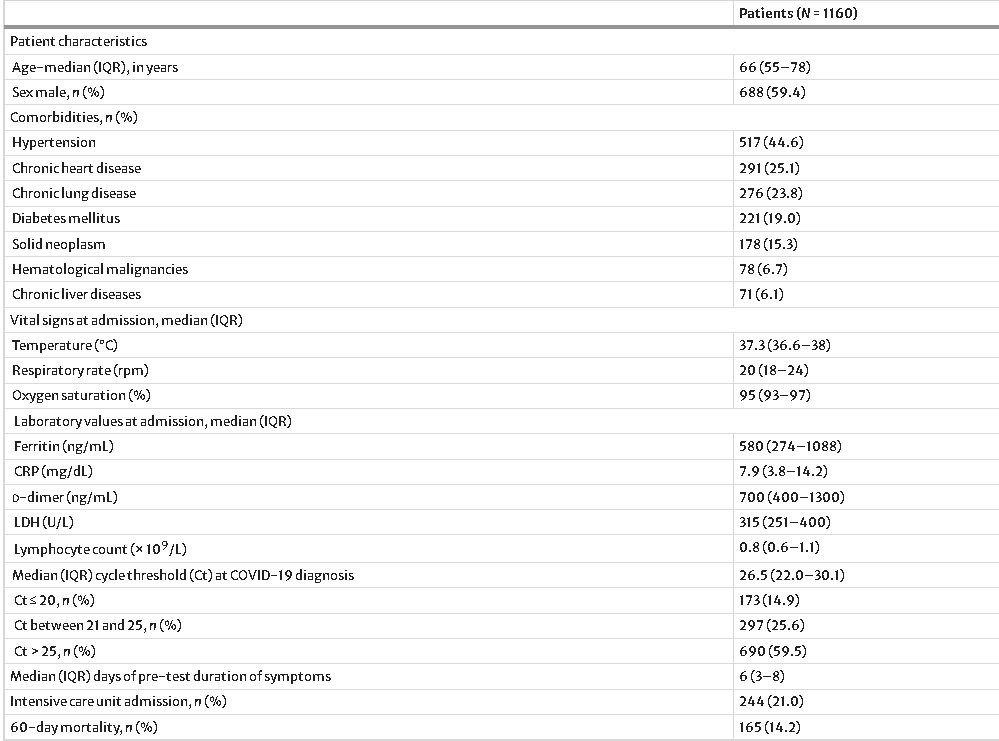 Patients (N = 1160)
Patient characteristics
Age–median (IQR), in years 66 (55–78)
Sex male, n (%) 688 (59.4)
Comorbidities, n (%)
Hypertension 517 (44.6)
Chronic heart disease 291 (25.1)
Chronic lung disease 276 (23.8)
Diabetes mellitus 221 (19.0)
Solid neoplasm 178 (15.3)
Hematological malignancies 78 (6.7)
Chronic liver diseases 71 (6.1)
Vital signs at admission, median (IQR)
Temperature (°C) 37.3 (36.6–38)
Respiratory rate (rpm) 20 (18–24)
Oxygen saturation (%) 95 (93–97)
Laboratory values at admission, median (IQR)
Ferritin (ng/mL) 580 (274–1088)
CRP (mg/dL) 7.9 (3.8–14.2)
D-dimer (ng/mL) 700 (400–1300)
LDH (U/L) 315 (251–400)
Lymphocyte count (× 10⁹/L) 0.8 (0.6–1.1)
Median (IQR) cycle threshold (Ct) at COVID-19 diagnosis 26.5 (22.0–30.1)
Ct ≤ 20, n (%) 173 (14.9)
Ct between 21 and 25, n (%) 297 (25.6)
Ct > 25, n (%) 690 (59.5)
Median (IQR) days of pre-test duration of symptoms 6 (3–8)
Intensive care unit admission, n (%) 244 (21.0)
60-day mortality, n (%) 165 (14.2)